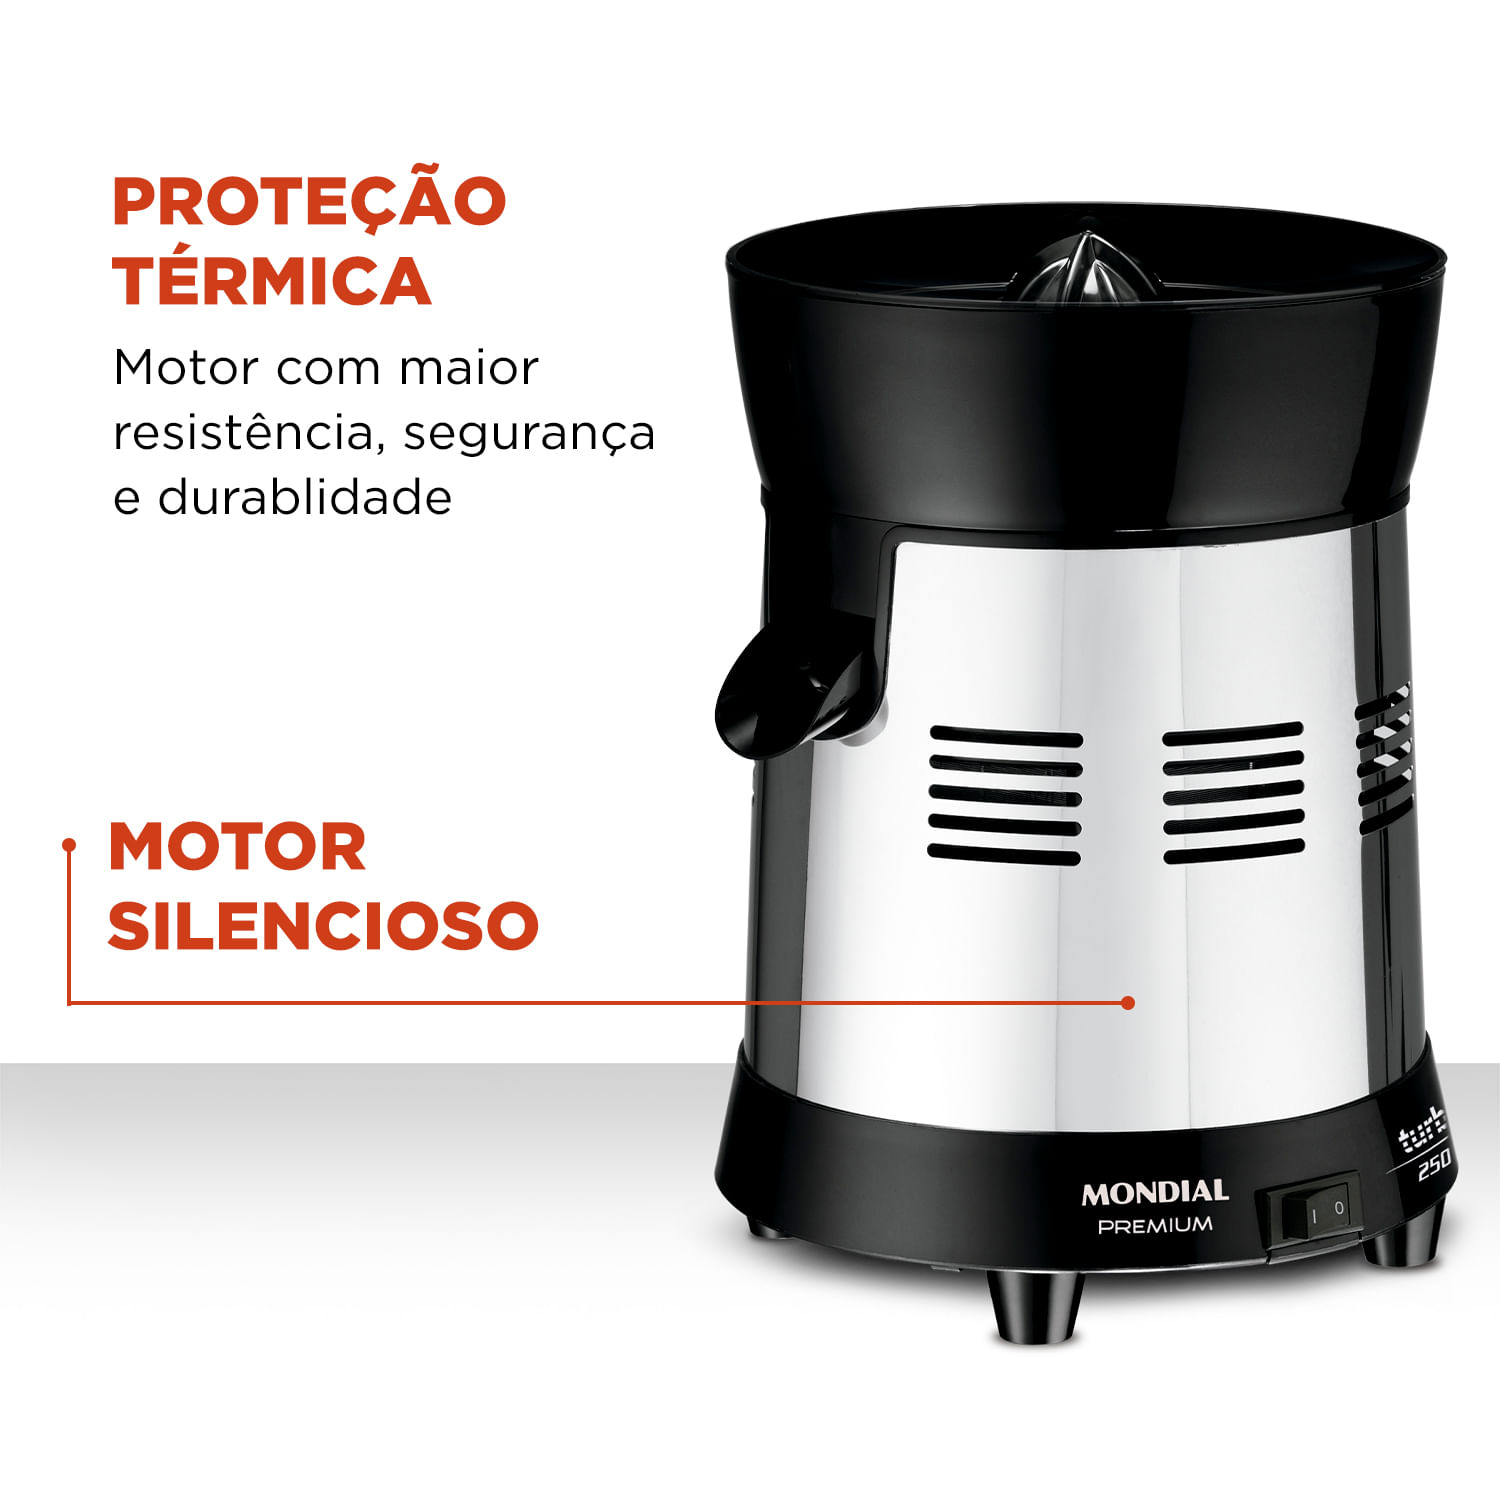 PROTEÇÃO
TÉRMICA
Motor com maior
resistência, segurança
e durablidade
MOTOR
SILENCIOSO
MONDIAL
PREMIUM
I O
250